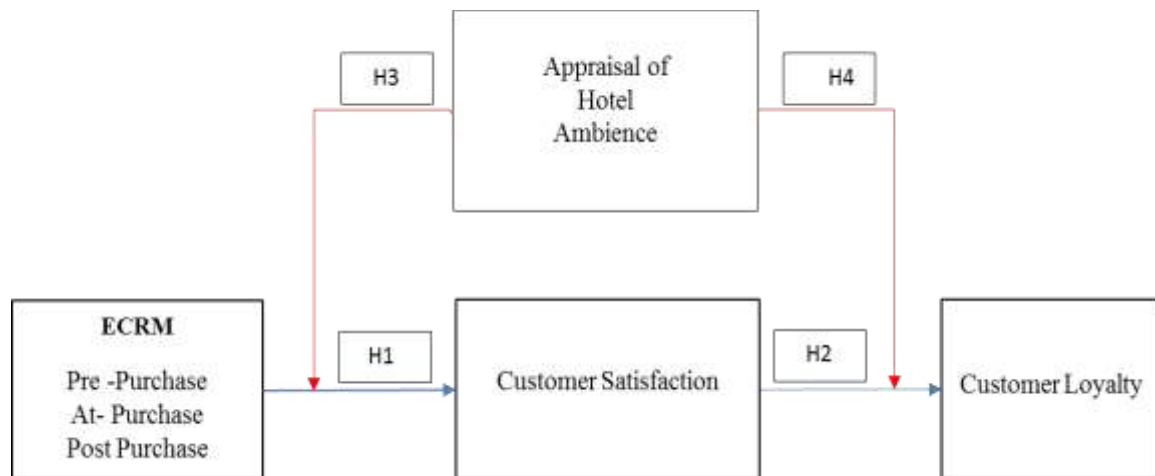 H3
Appraisal of
Hotel
Ambience
H4
ECRM
Pre -Purchase
At- Purchase
Post Purchase
H1
Customer Satisfaction
H2
Customer Loyalty